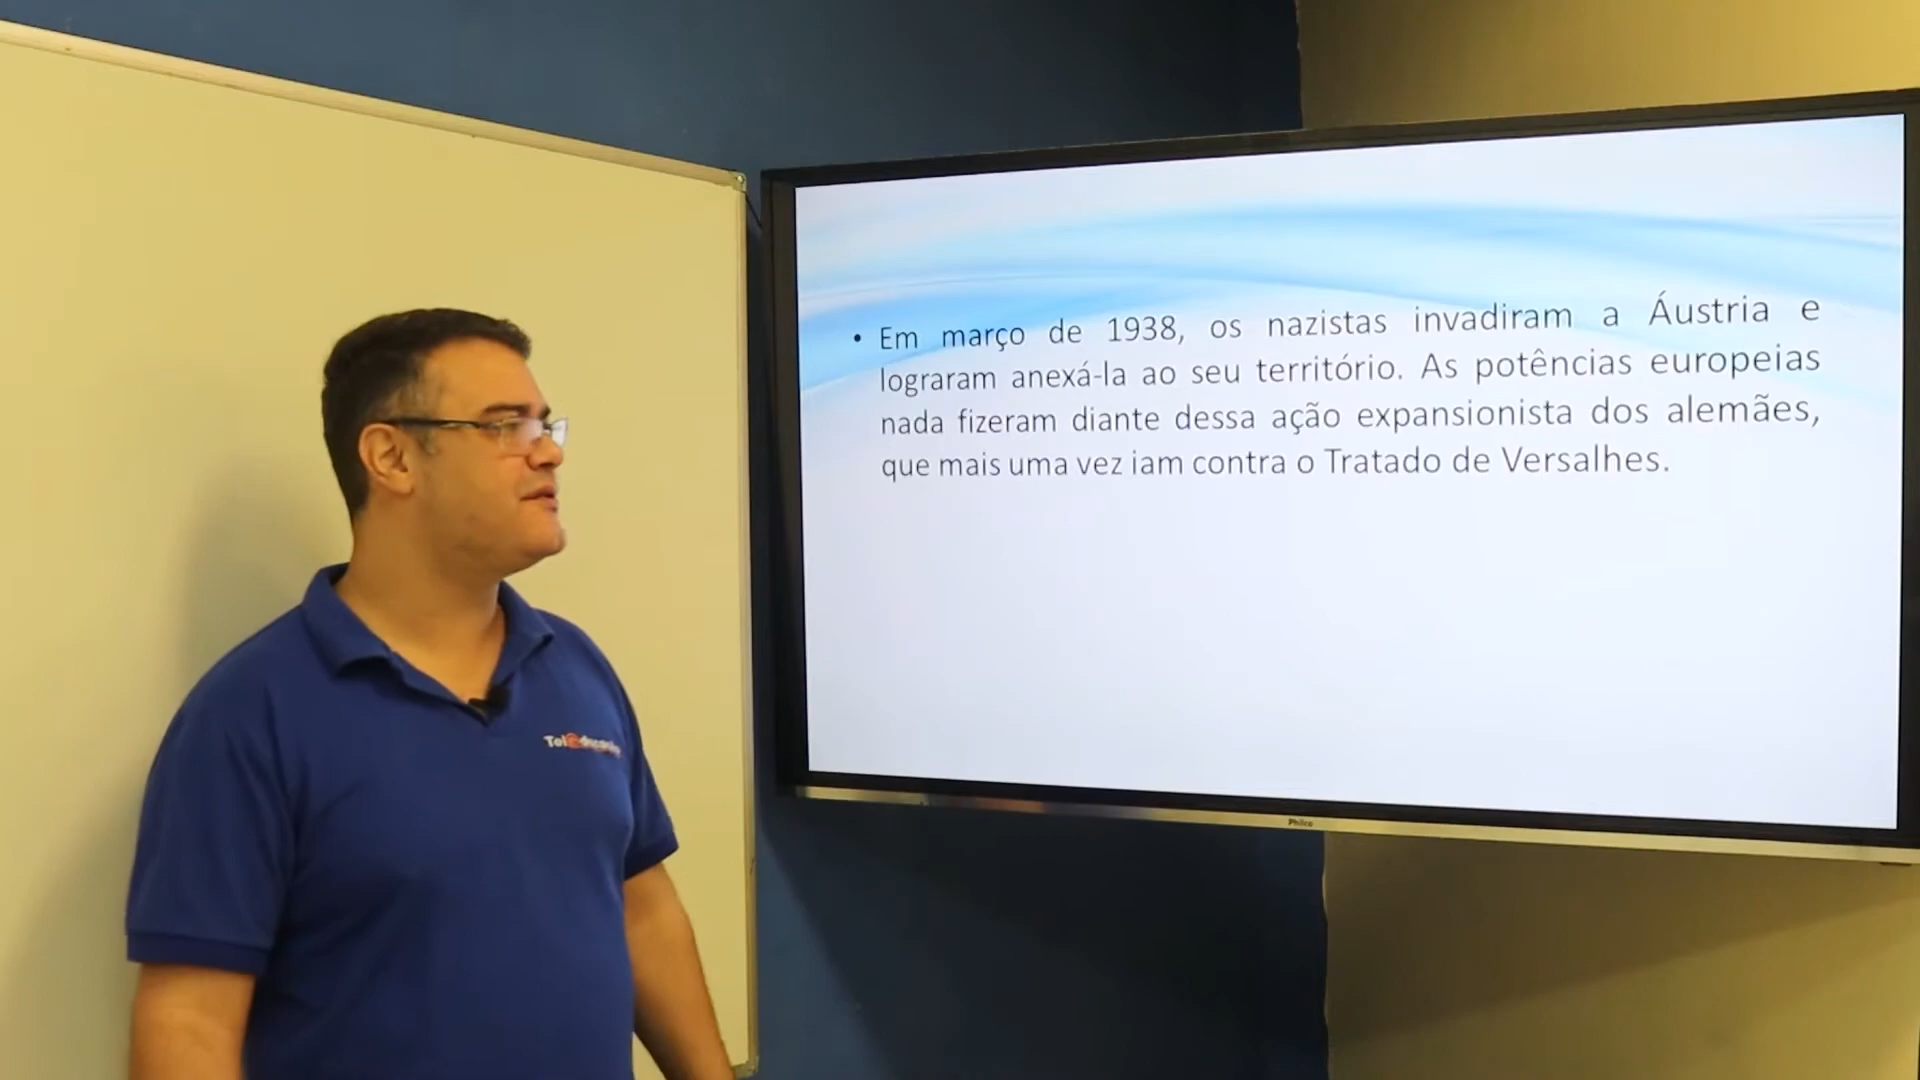 • Em março de 1938, os nazistas invadiram a Áustria e
lograram anexá-la ao seu território. As potências europeias
nada fizeram diante dessa ação expansionista dos alemães,
que mais uma vez iam contra o Tratado de Versalhes.
Philco